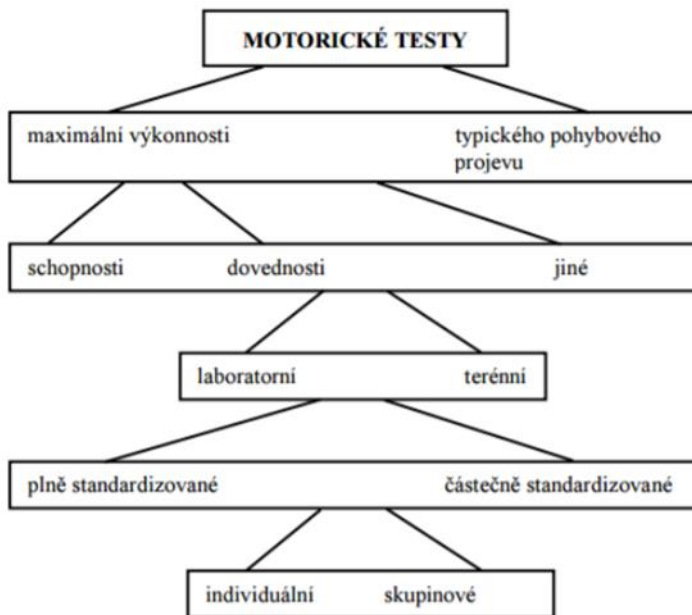 MOTORICKÉ TESTY
maximální výkonnosti typického pohybového
projevu
schopnosti dovednosti jiné
laboratorní terénní
plně standardizované částečně standardizované
individuální skupinové